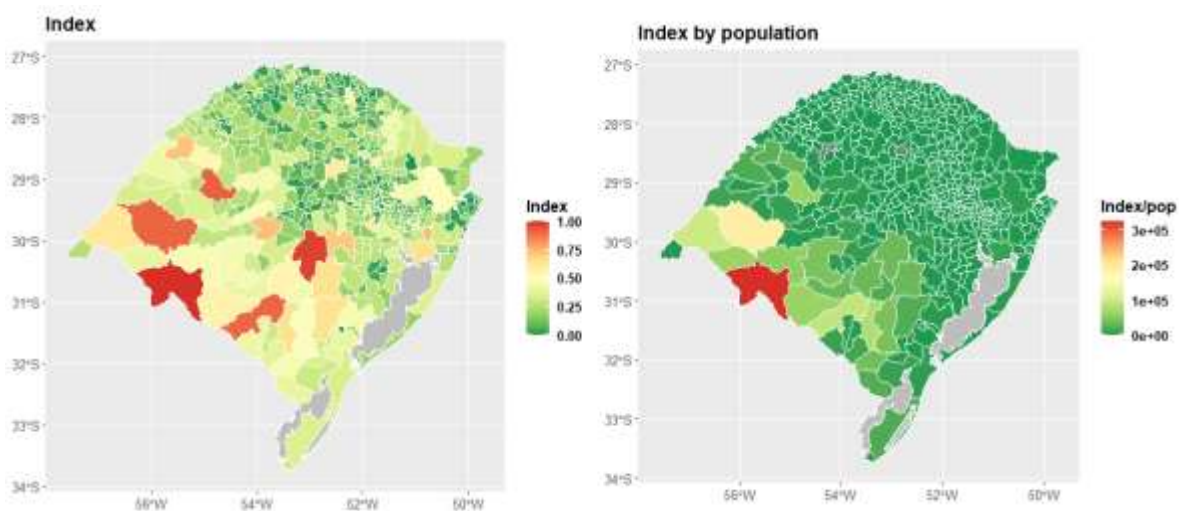 Index
27°S
28°S
29°S
30°S
31°S
32°S
33°S
34°S
56°W
54°W
52°W
50°W
Index
1.00
0.75
0.50
0.25
0.00
Index by population
27°S
28°S
29°S
30°S
31°S
32°S
33°S
34°S
56°W
54°W
52°W
50°W
Index/pop
3e+05
2e+05
1e+05
0e+00